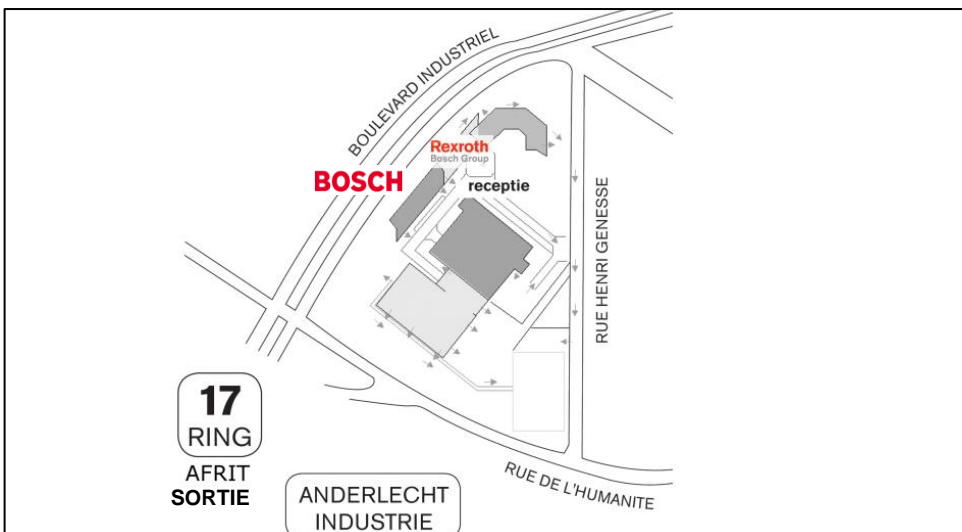 BOULEVARD INDUSTRIEL
Rexroth
Bosch Group
BOSCH
receptie
RUE HENRI GENESSE
17
RING
AFRIT
SORTIE
ANDERLECHT
INDUSTRIE
RUE DE L'HUMANITE